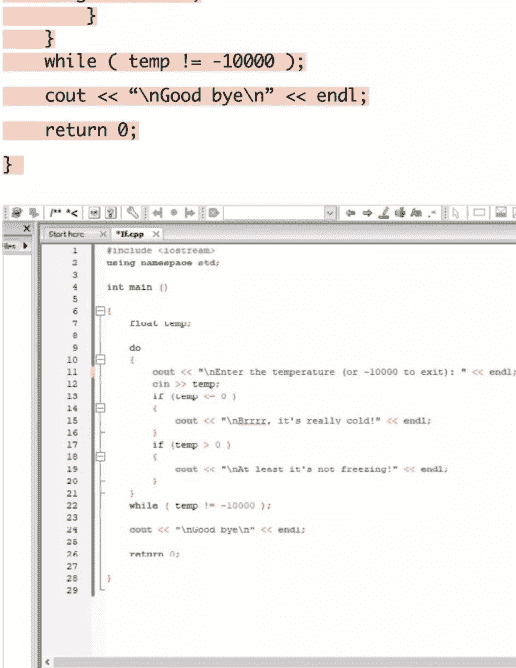 }
}
while ( temp != -10000 );
cout << “\nGood bye\n” << endl;
return 0;
}
Start here X *If.cpp X
1 #include <iostream>
2 using namespace std;
3
4 int main ()
5
6 {
7 float temp;
8
9 do
10 {
11 cout << "\nEnter the temperature (or -10000 to exit): " << endl;
12 cin >> temp;
13 if (temp <= 0 )
14 {
15 cout << "\nBrrrr, it's really cold!" << endl;
16 }
17 if (temp > 0 )
18 {
19 cout << "\nAt least it's not freezing!" << endl;
20 }
21 }
22 while ( temp != -10000 );
23
24 cout << "\nGood bye\n" << endl;
25
26 return 0;
27
28 }
29